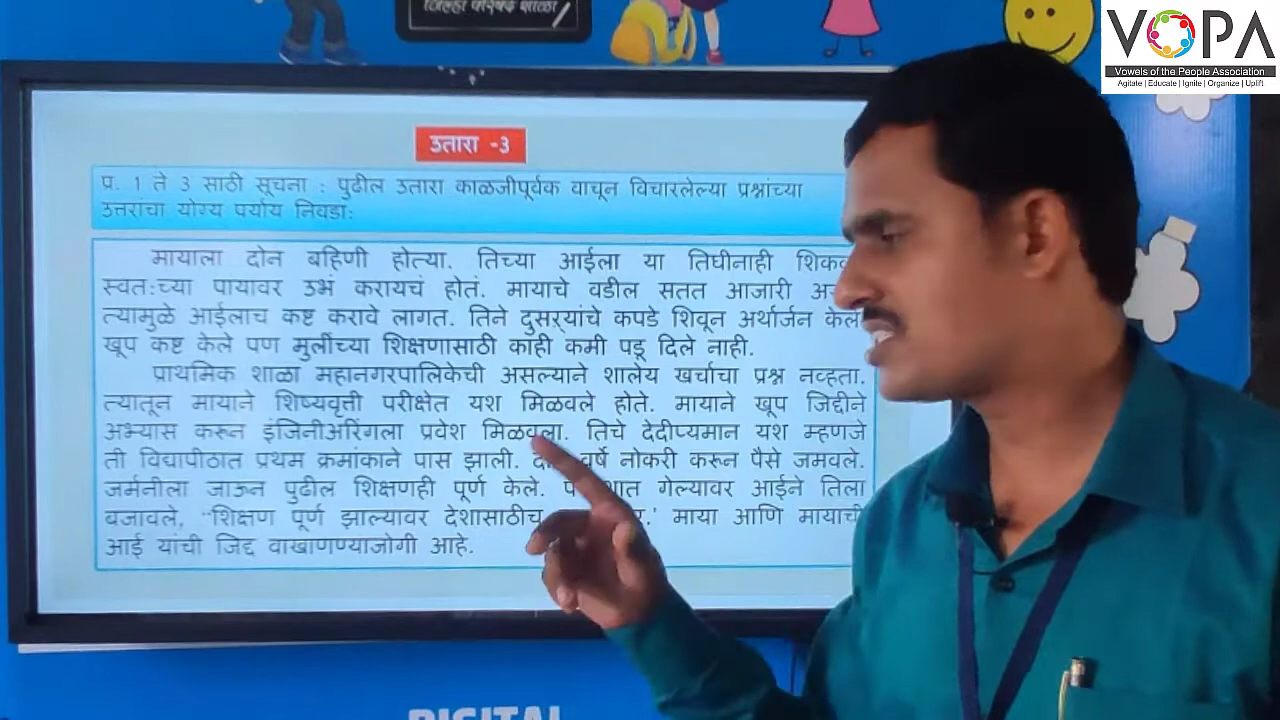 जिल्हा परिषद शाळा
VOPA
Vowels of the People Association
Agitate | Educate | Ignite | Organize | Uplift
उतारा -3
प. 1 ते 3 साठी सूचना : पुढील उतारा काळजीपूर्वक वाचून विचारलेल्या प्रश्नांच्या
उत्तरांचा योग्य पर्याय निवडा:
मायाला दोन बहिणी होत्या. तिच्या आईला या तिघीनाही
स्वतःच्या पायावर उभं करायचं होतं. मायाचे वडील सतत आजारी
त्यामुळे आईलाच कष्ट करावे लागत. तिने दुसऱ्यांचे कपडे शिवून अर्थार्जन केल
खूप कष्ट केले पण मुलींच्या शिक्षणासाठी काही कमी पडू दिले नाही.
प्राथमिक शाळा महानगरपालिकेची असल्याने शालेय खर्चाचा प्रश्न नव्हता.
त्यातून मायाने शिष्यवृत्ती परीक्षेत यश मिळवले होते. मायाने खूप जिद्दीने
अभ्यास करून इंजिनीअरिंगला प्रवेश मिळवला. तिचे देदीप्यमान यश म्हणजे
ती विद्यापीठात प्रथम क्रमांकाने पास झाली. वर्षे नोकरी करून पैसे जमवले.
जर्मनीला जाऊन पुढील शिक्षणही पूर्ण केले. गेल्यावर आईने तिला
बजावले, "शिक्षण पूर्ण झाल्यावर देशासाठीच माया आणि मायाची
आई यांची जिद्द वाखाणण्याजोगी आहे.
DIGITAL